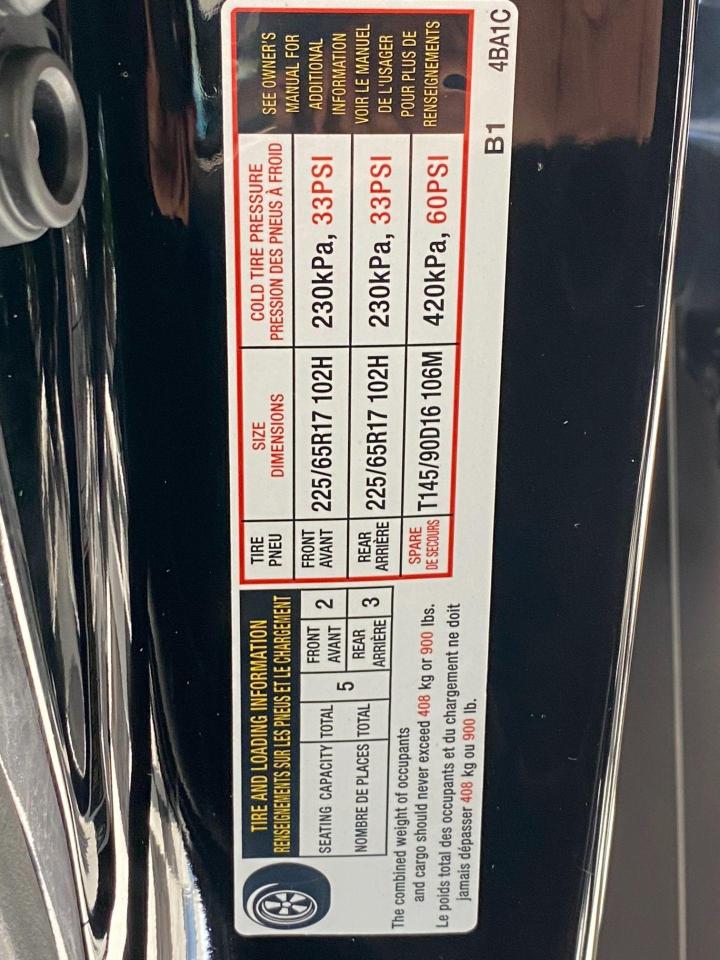 TIRE AND LOADING INFORMATION
RENSEIGNEMENTS SUR LES PNEUS ET LE CHARGEMENT
SEATING CAPACITY
NOMBRE DE PLACES
TOTAL
TOTAL
5
FRONT
AVANT
2
REAR
ARRIÈRE
3
The combined weight of occupants
and cargo should never exceed 408 kg or 900 lbs.
Le poids total des occupants et du chargement ne doit
jamais dépasser 408 kg ou 900 lb.
TIRE
PNEU
SIZE
DIMENSIONS
COLD TIRE PRESSURE
PRESSION DES PNEUS À FROID
FRONT
AVANT
225/65R17 102H
230kPa, 33PSI
REAR
ARRIÈRE
225/65R17 102H
230kPa, 33PSI
SPARE
DE SECOURS
T145/90D16 106M
420kPa, 60PSI
SEE OWNER'S
MANUAL FOR
ADDITIONAL
INFORMATION
VOIR LE MANUEL
DE L'USAGER
POUR PLUS DE
RENSEIGNEMENTS
B1
4BA1C